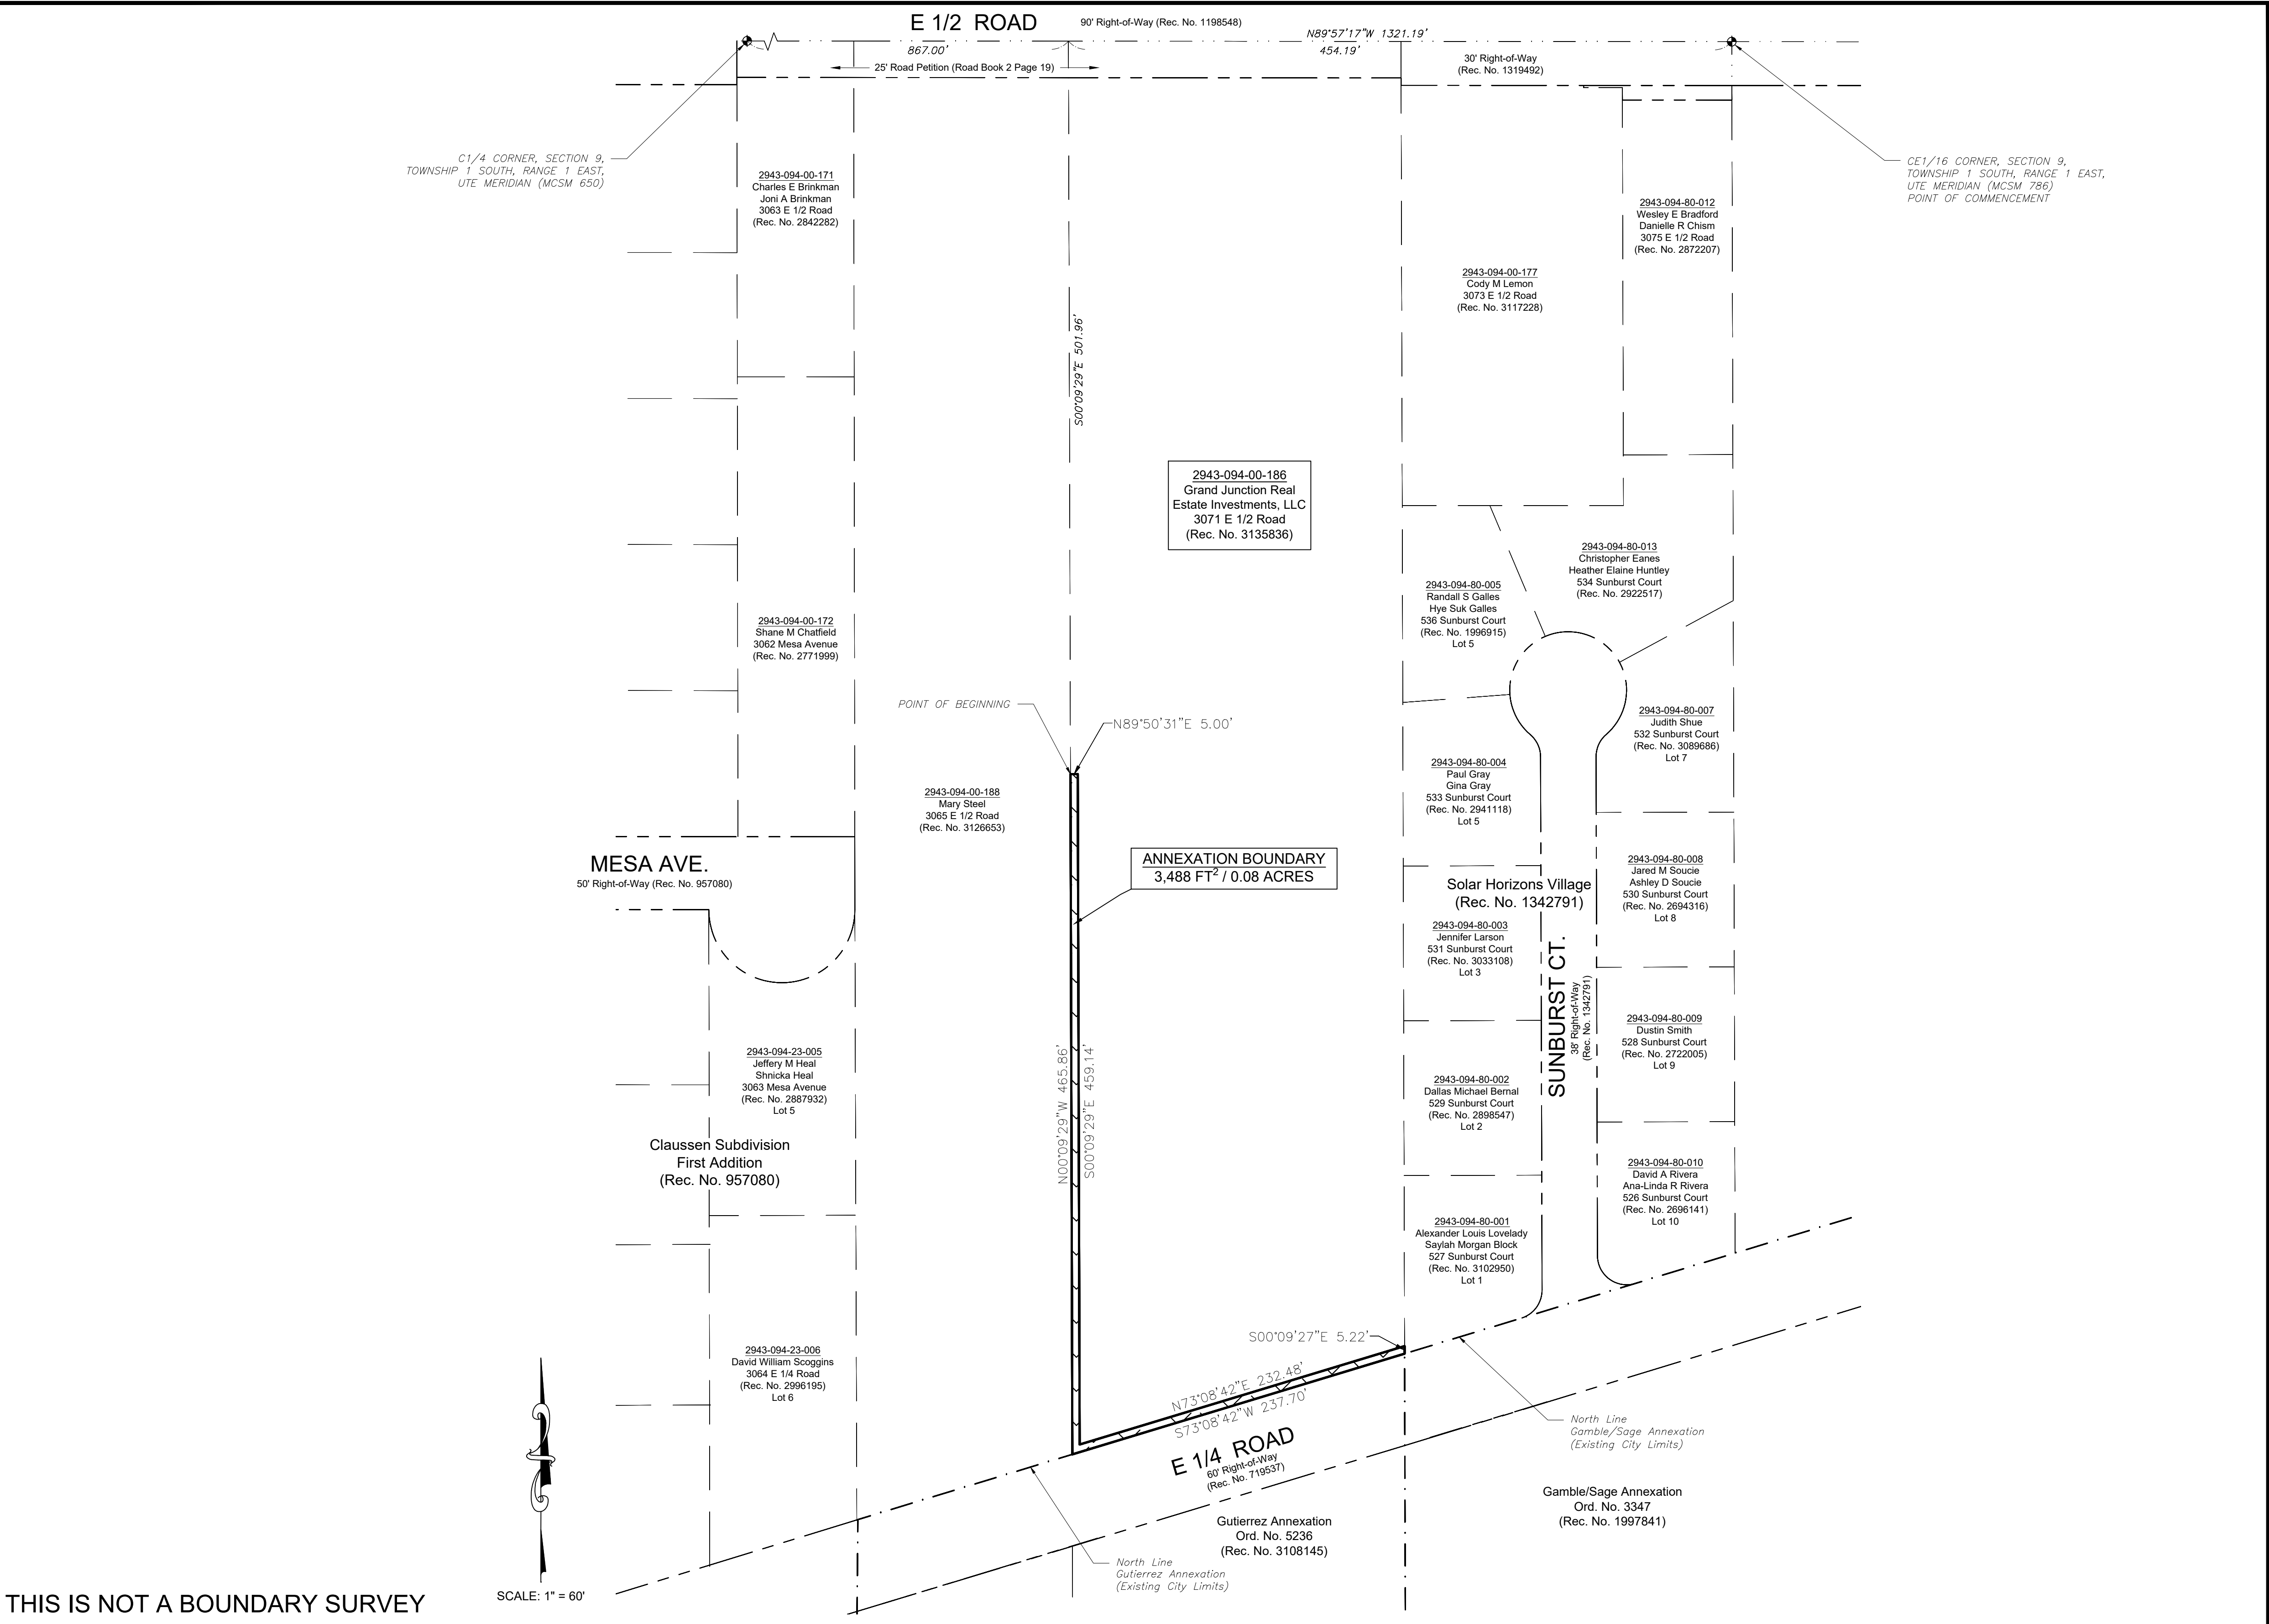 E 1/2 ROAD
90' Right-of-Way (Rec. No. 1198548)
N89°57'17"W 1321.19'
867.00'
454.19'
25' Road Petition (Road Book 2 Page 19)
30' Right-of-Way
(Rec. No. 1319492)
C1/4 CORNER, SECTION 9,
TOWNSHIP 1 SOUTH, RANGE 1 EAST,
UTE MERIDIAN (MCSM 650)
CE1/16 CORNER, SECTION 9,
TOWNSHIP 1 SOUTH, RANGE 1 EAST,
UTE MERIDIAN (MCSM 786)
POINT OF COMMENCEMENT
2943-094-00-171
Charles E Brinkman
Joni A Brinkman
3063 E 1/2 Road
(Rec. No. 2842282)
2943-094-80-012
Wesley E Bradford
Danielle R Chism
3075 E 1/2 Road
(Rec. No. 2872207)
2943-094-00-177
Cody M Lemon
3073 E 1/2 Road
(Rec. No. 3117228)
S00°09'29"E 501.96'
2943-094-00-186
Grand Junction Real
Estate Investments, LLC
3071 E 1/2 Road
(Rec. No. 3135836)
2943-094-80-013
Christopher Eanes
Heather Elaine Huntley
534 Sunburst Court
(Rec. No. 2922517)
2943-094-80-005
Randall S Galles
Hye Suk Galles
536 Sunburst Court
(Rec. No. 1996915)
Lot 5
2943-094-00-172
Shane M Chatfield
3062 Mesa Avenue
(Rec. No. 2771999)
POINT OF BEGINNING
N89°50'31"E 5.00'
2943-094-80-007
Judith Shue
532 Sunburst Court
(Rec. No. 3089686)
Lot 7
2943-094-80-004
Paul Gray
Gina Gray
533 Sunburst Court
(Rec. No. 2941118)
Lot 5
2943-094-00-188
Mary Steel
3065 E 1/2 Road
(Rec. No. 3126653)
MESA AVE.
50' Right-of-Way (Rec. No. 957080)
ANNEXATION BOUNDARY
3,488 FT2 / 0.08 ACRES
2943-094-80-008
Jared M Soucie
Ashley D Soucie
530 Sunburst Court
(Rec. No. 2694316)
Lot 8
Solar Horizons Village
(Rec. No. 1342791)
2943-094-80-003
Jennifer Larson
531 Sunburst Court
(Rec. No. 3033108)
Lot 3
SUNBURST CT.
38' Right-of-Way
(Rec. No. 1342791)
2943-094-80-009
Dustin Smith
528 Sunburst Court
(Rec. No. 2722005)
Lot 9
2943-094-23-005
Jeffery M Heal
Shnicka Heal
3063 Mesa Avenue
(Rec. No. 2887932)
Lot 5
N00°09'29"W 465.86'
S00°09'29"E 459.14'
2943-094-80-002
Dallas Michael Bernal
529 Sunburst Court
(Rec. No. 2898547)
Lot 2
Claussen Subdivision
First Addition
(Rec. No. 957080)
2943-094-80-010
David A Rivera
Ana-Linda R Rivera
526 Sunburst Court
(Rec. No. 2696141)
Lot 10
2943-094-80-001
Alexander Louis Lovelady
Saylah Morgan Block
527 Sunburst Court
(Rec. No. 3102950)
Lot 1
S00°09'27"E 5.22'
2943-094-23-006
David William Scoggins
3064 E 1/4 Road
(Rec. No. 2996195)
Lot 6
N73°08'42"E 232.48'
S73°08'42"W 237.70'
E 1/4 ROAD
60' Right-of-Way
(Rec. No. 719537)
North Line
Gamble/Sage Annexation
(Existing City Limits)
Gamble/Sage Annexation
Ord. No. 3347
(Rec. No. 1997841)
Gutierrez Annexation
Ord. No. 5236
(Rec. No. 3108145)
North Line
Gutierrez Annexation
(Existing City Limits)
SCALE: 1" = 60'
THIS IS NOT A BOUNDARY SURVEY